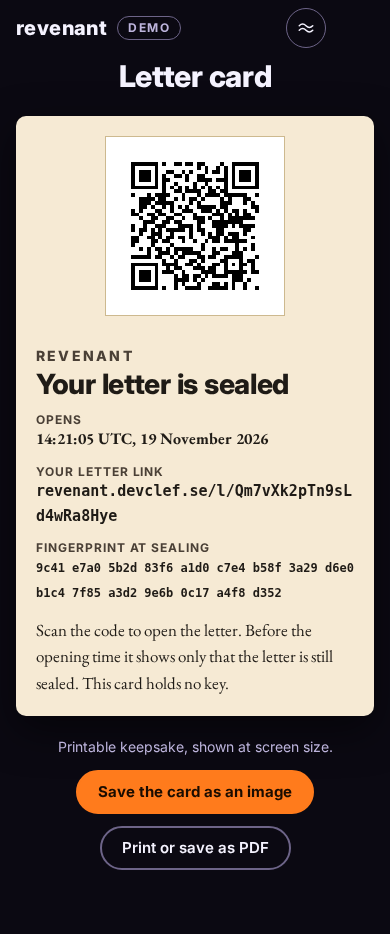 revenant DEMO
Letter card
REVENANT
Your letter is sealed
OPENS
14:21:05 UTC, 19 November 2026
YOUR LETTER LINK
revenant.devclef.se/l/Qm7vXk2pTn9sL
d4wRa8Hye
FINGERPRINT AT SEALING
9c41 e7a0 5b2d 83f6 a1d0 c7e4 b58f 3a29 d6e0
b1c4 7f85 a3d2 9e6b 0c17 a4f8 d352
Scan the code to open the letter. Before the
opening time it shows only that the letter is still
sealed. This card holds no key.
Printable keepsake, shown at screen size.
Save the card as an image
Print or save as PDF